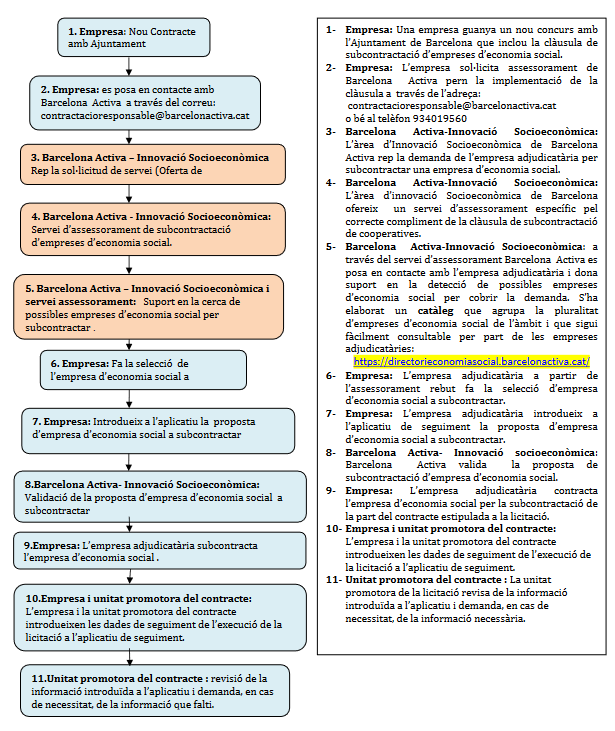 1. Empresa: Nou Contracte
amb Ajuntament
2. Empresa: es posa en contacte amb
Barcelona Activa a través del correu:
contractacioresponsable@barcelonactiva.cat
3. Barcelona Activa – Innovació Socioeconòmica
Rep la sol·licitud de servei (Oferta de
4. Barcelona Activa - Innovació Socioeconòmica:
Servei d'assessorament de subcontractació
d'empreses d'economia social.
5. Barcelona Activa – Innovació Socioeconòmica i
servei assessorament: Suport en la cerca de
possibles empreses d'economia social per
subcontractar .
6. Empresa: Fa la selecció de
l'empresa d'economia social a
7. Empresa: Introdueix a l'aplicatiu la proposta
d'empresa d'economia social a subcontractar
8.Barcelona Activa- Innovació Socioeconòmica:
Validació de la proposta d'empresa d'economia social a
subcontractar
9.Empresa: L'empresa adjudicatària subcontracta
l'empresa d'economia social .
10.Empresa i unitat promotora del contracte:
L'empresa i la unitat promotora del contracte
introdueixen les dades de seguiment de l'execució de la
licitació a l'aplicatiu de seguiment.
11.Unitat promotora del contracte : revisió de la
informació introduïda a l'aplicatiu i demanda, en cas
de necessitat, de la informació que falti.
1- Empresa: Una empresa guanya un nou concurs amb
l'Ajuntament de Barcelona que inclou la clàusula de
subcontractació d'empreses d'economia social.
2- Empresa: L'empresa sol·licita assessorament de
Barcelona Activa pern la implementació de la
clàusula a través de l'adreça:
contractacioresponsable@barcelonactiva.cat
o bé al telèfon 934019560
3- Barcelona Activa-Innovació Socioeconòmica:
L'àrea d'Innovació Socioeconòmica de Barcelona
Activa rep la demanda de l'empresa adjudicatària per
subcontractar una empresa d'economia social.
4- Barcelona Activa-Innovació Socioeconòmica:
L'àrea d'innovació Socioeconòmica de Barcelona
ofereix un servei d'assessorament específic pel
correcte compliment de la clàusula de subcontractació
de cooperatives.
5- Barcelona Activa-Innovació Socioeconòmica: a
través del servei d'assessorament Barcelona Activa es
posa en contacte amb l'empresa adjudicatària i dona
suport en la detecció de possibles empreses
d'economia social per cobrir la demanda. S'ha
elaborat un catàleg que agrupa la pluralitat
d'empreses d'economia social de l'àmbit i que sigui
fàcilment consultable per part de les empreses
adjudicatàries:
https://directorieconomiasocial.barcelonactiva.cat/
6- Empresa: L'empresa adjudicatària a partir de
l'assessorament rebut fa la selecció d'empresa
d'economia social a subcontractar.
7- Empresa: L'empresa adjudicatària introdueix a
l'aplicatiu de seguiment la proposta d'empresa
d'economia social a subcontractar.
8- Barcelona Activa- Innovació socioeconòmica:
Barcelona Activa valida la proposta de
subcontractació d'empresa d'economia social.
9- Empresa: L'empresa adjudicatària contracta
l'empresa d'economia social per la subcontractació de
la part del contracte estipulada a la licitació.
10- Empresa i unitat promotora del contracte:
L'empresa i la unitat promotora del contracte
introdueixen les dades de seguiment de l'execució de
la licitació a l'aplicatiu de seguiment.
11- Unitat promotora del contracte : La unitat
promotora de la licitació revisa de la informació
introduïda a l'aplicatiu i demanda, en cas de
necessitat, de la informació necessària.